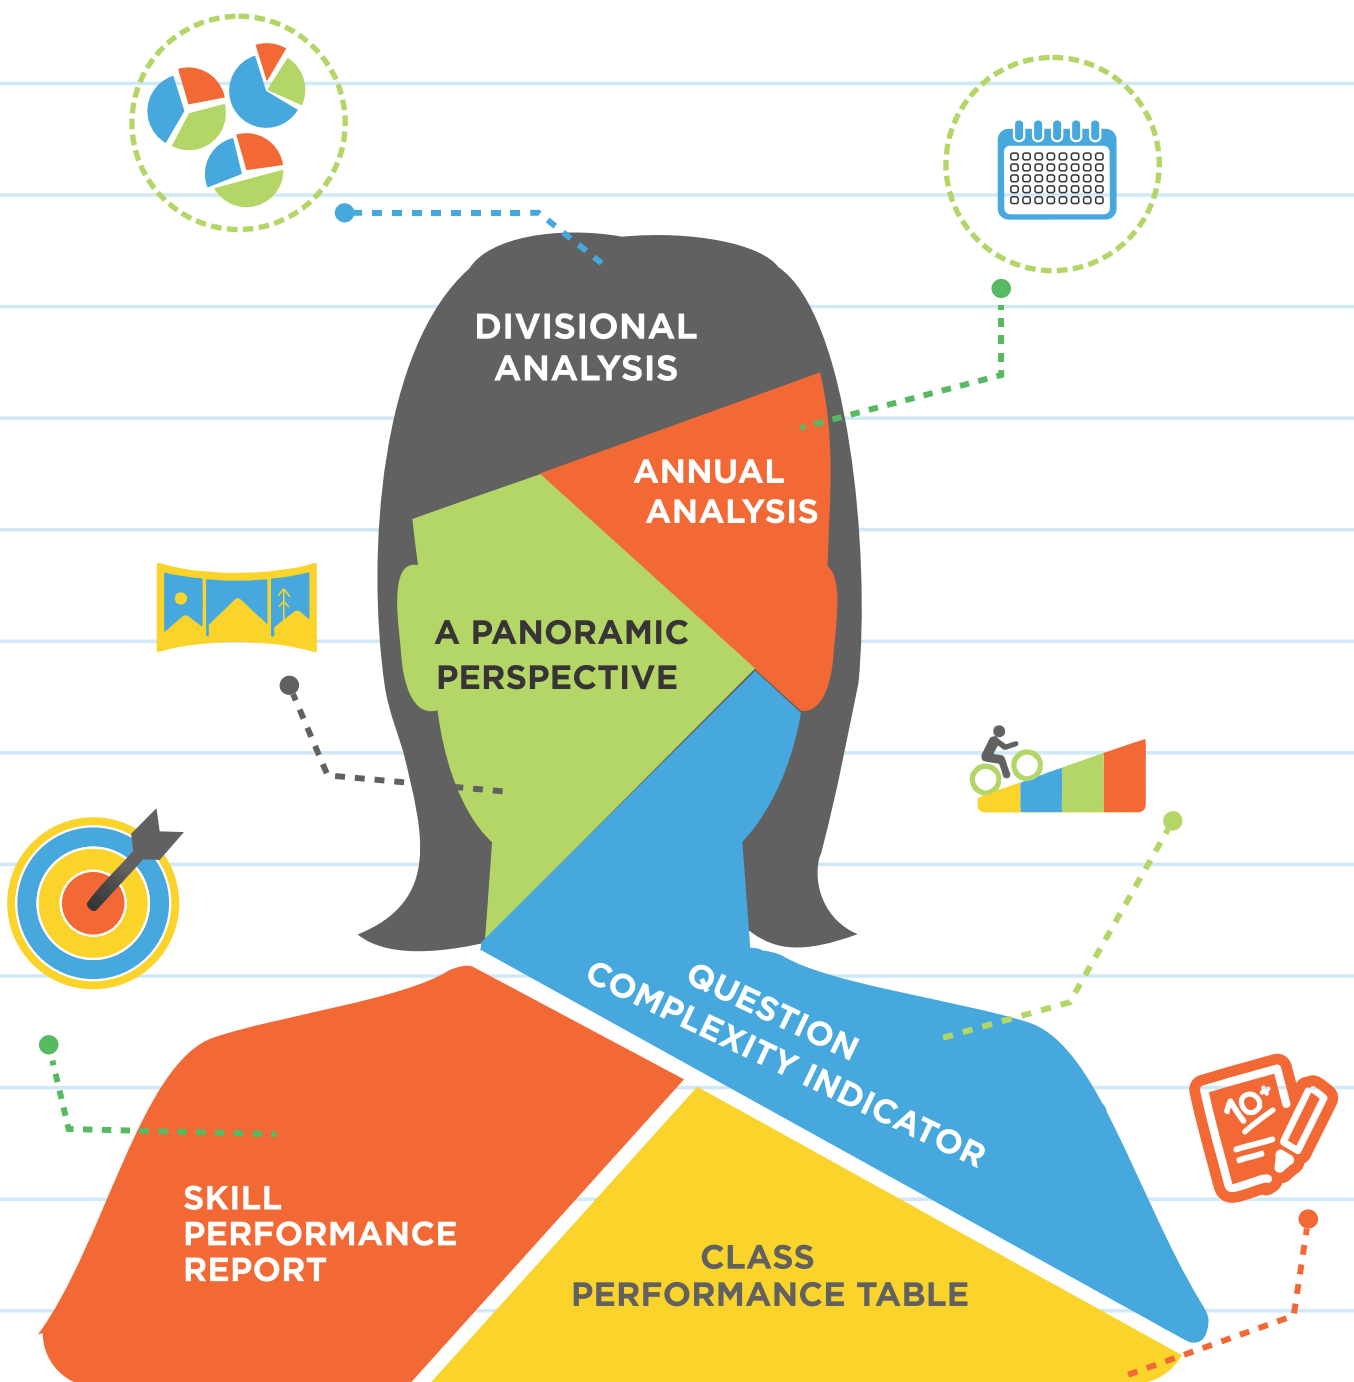 DIVISIONAL
ANALYSIS
ANNUAL
ANALYSIS
A PANORAMIC
PERSPECTIVE
QUESTION
COMPLEXITY INDICATOR
10+
SKILL
PERFORMANCE
REPORT
CLASS
PERFORMANCE TABLE